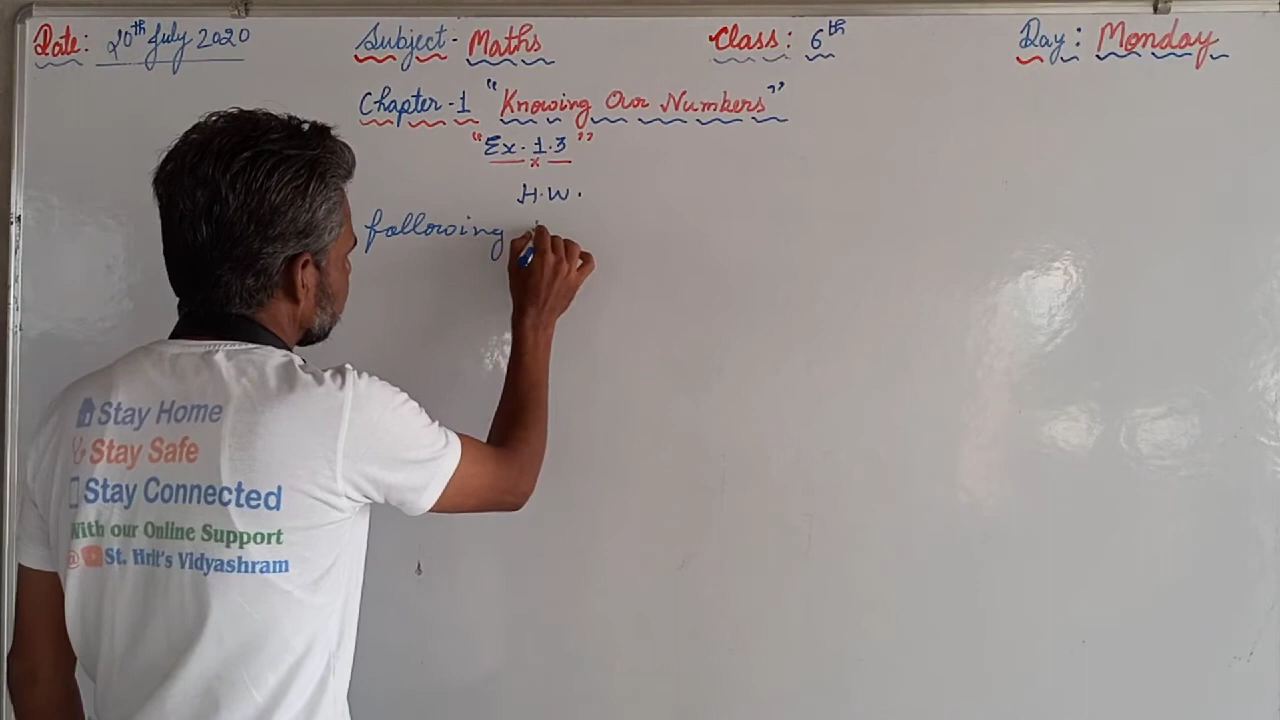 Date: 20th July 2020 Subject- Maths Class: 6th Day: Monday
Chapter-1 "Knowing Our Numbers"
"Ex. 1.3"
H.W.
following
Stay Home
Stay Safe
Stay Connected
With our Online Support
@ St. Hrit's Vidyashram